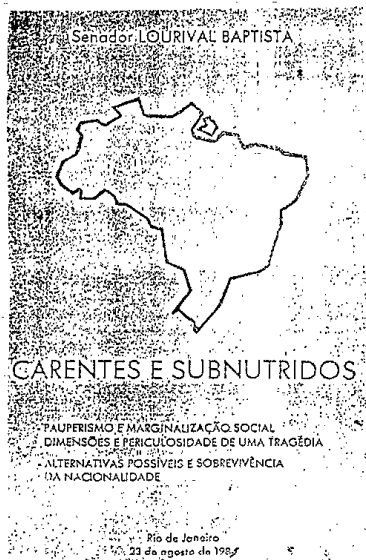 Senador LOURIVAL BAPTISTA
CARENTES E SUBNUTRIDOS
PAUPERISMO E MARGINALIZAÇÃO SOCIAL
DIMENSÕES E PERICULOSIDADE DE UMA TRAGÉDIA
ALTERNATIVAS POSSÍVEIS E SOBREVIVÊNCIA
DA NACIONALIDADE
Rio de Janeiro
23 de agosto de